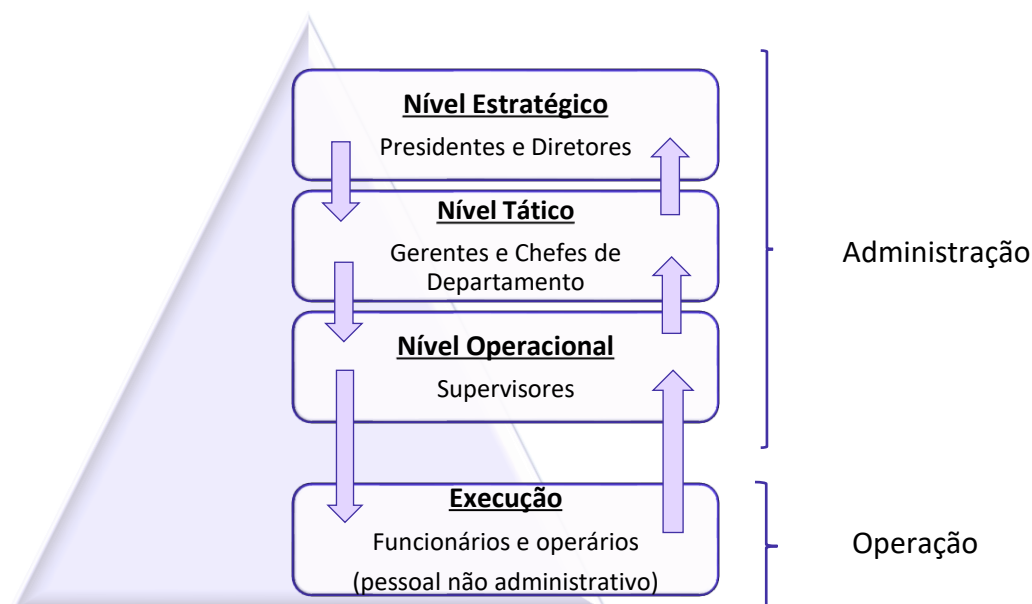 Nível Estratégico
Presidentes e Diretores
Nível Tático
Gerentes e Chefes de
Departamento
Administração
Nível Operacional
Supervisores
Execução
Funcionários e operários
(pessoal não administrativo)
Operação